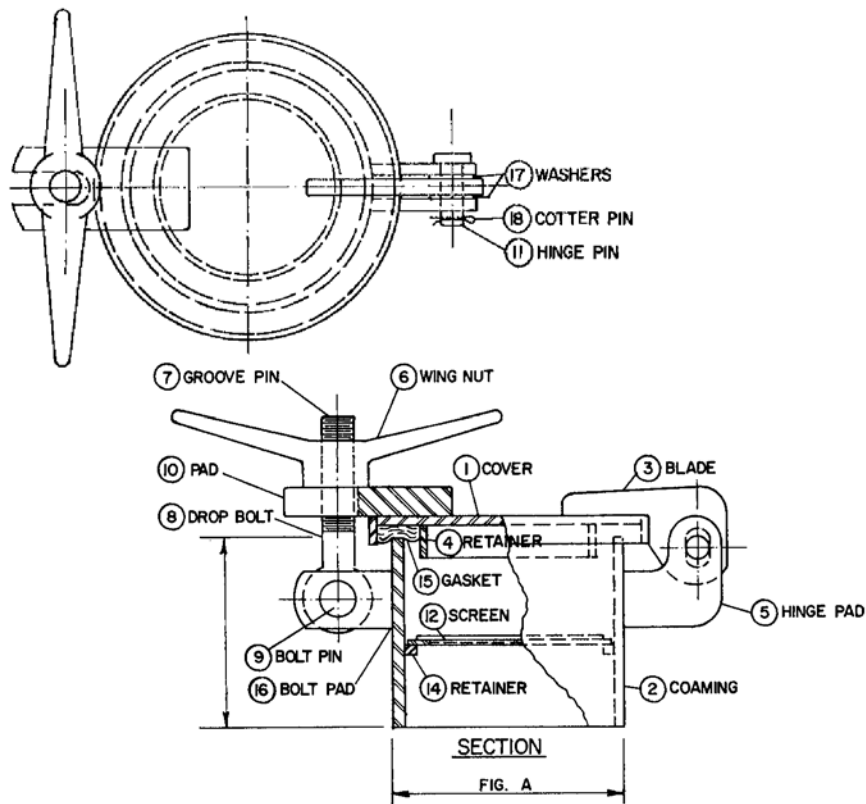 17 WASHERS
18 COTTER PIN
11 HINGE PIN
7 GROOVE PIN
6 WING NUT
10 PAD
1 COVER
3 BLADE
8 DROP BOLT
4 RETAINER
15 GASKET
12 SCREEN
5 HINGE PAD
9 BOLT PIN
16 BOLT PAD
14 RETAINER
2 COAMING
SECTION
FIG. A